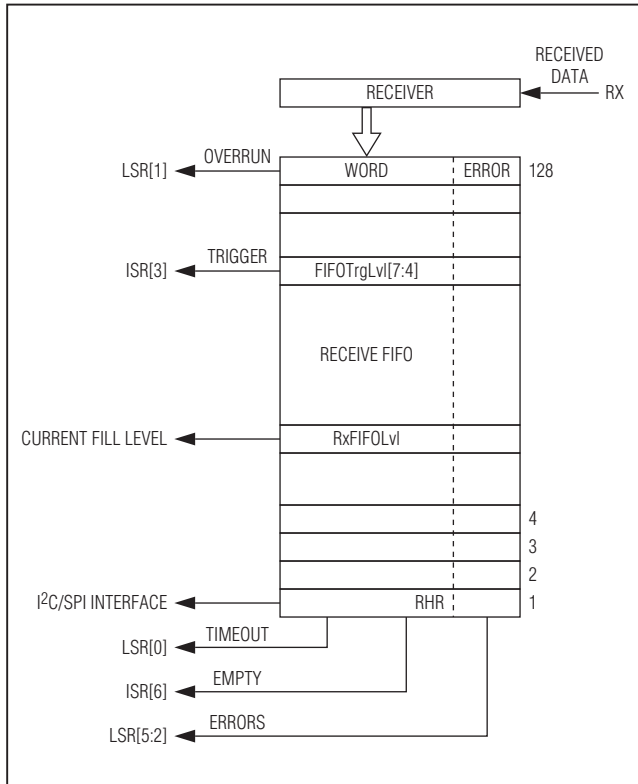 RECEIVED
DATA
RECEIVER
RX
OVERRUN
LSR[1]
WORD
ERROR
128
TRIGGER
ISR[3]
FIFOTrgLvl[7:4]
RECEIVE FIFO
CURRENT FILL LEVEL
RxFIFOLvl
4
3
2
I²C/SPI INTERFACE
RHR
1
TIMEOUT
LSR[0]
EMPTY
ISR[6]
ERRORS
LSR[5:2]